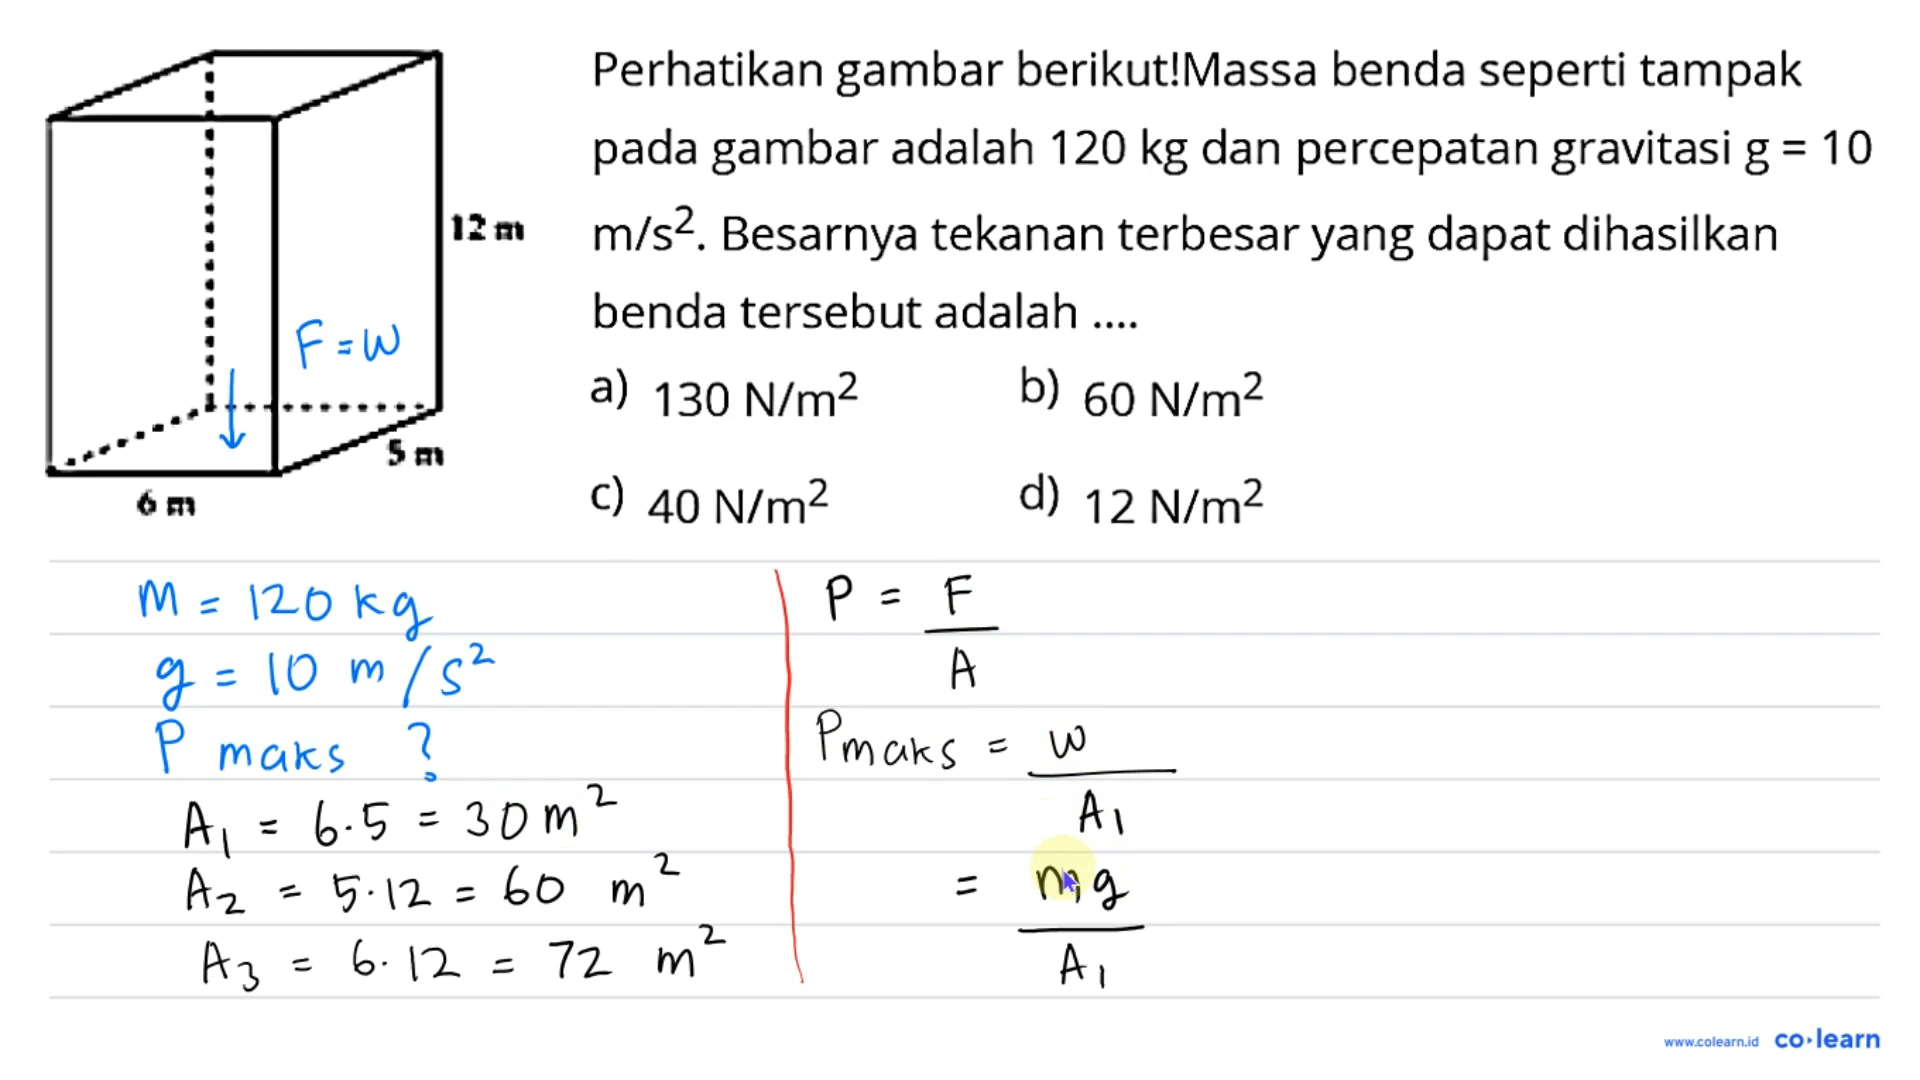 Perhatikan gambar berikut!Massa benda seperti tampak
pada gambar adalah 120 kg dan percepatan gravitasi g = 10
m/s². Besarnya tekanan terbesar yang dapat dihasilkan
benda tersebut adalah ....
a) 130 N/m² b) 60 N/m²
c) 40 N/m² d) 12 N/m²
12 m
F = W
5 m
6 m
m = 120 kg
g = 10 m/s²
P maks ?
A₁ = 6.5 = 30 m²
A₂ = 5.12 = 60 m²
A₃ = 6.12 = 72 m²
P = F
A
Pmaks = w
A₁
= mg
A₁
www.colearn.id co·learn